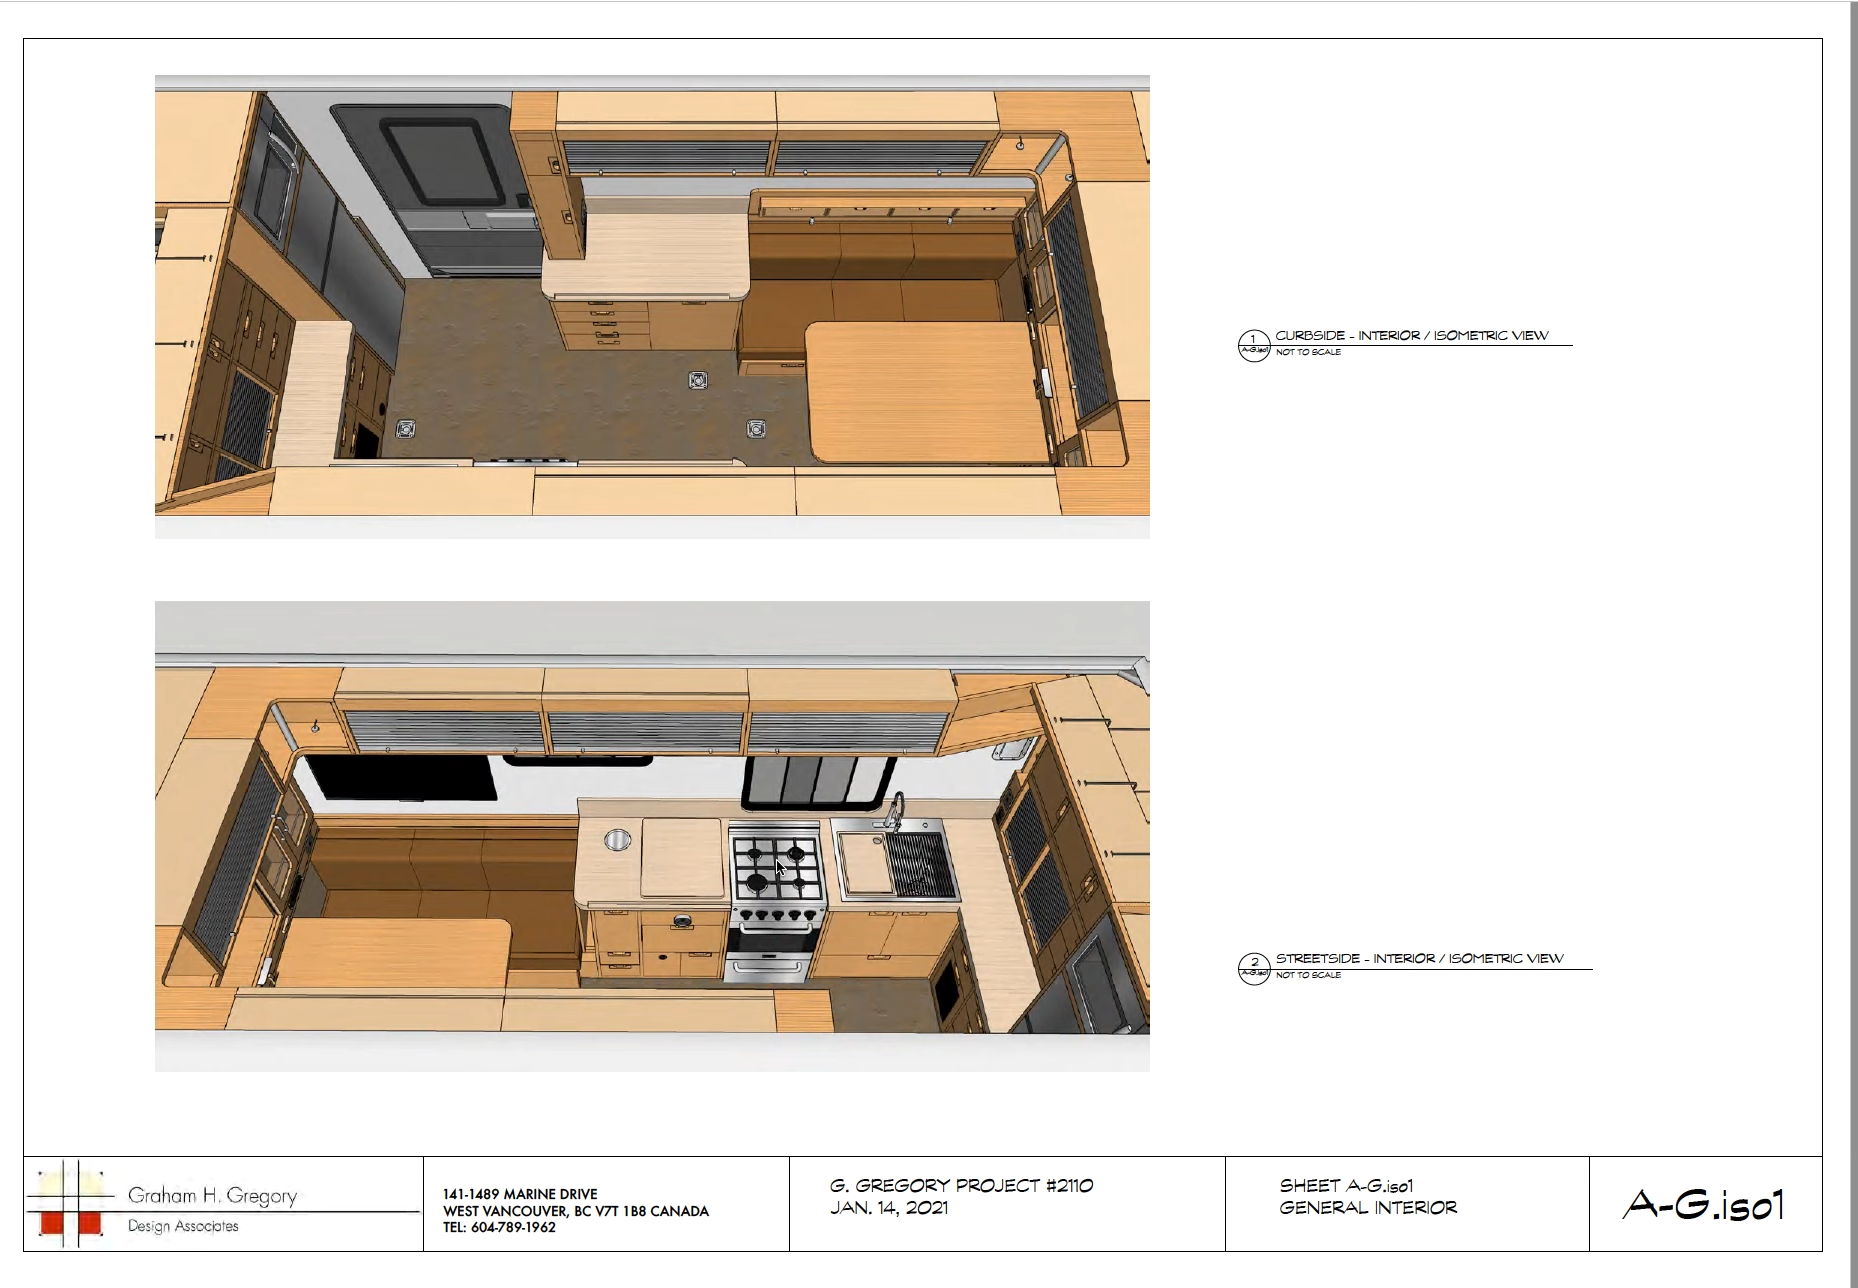 1
A-G.iso1
CURBSIDE - INTERIOR / ISOMETRIC VIEW
NOT TO SCALE
2
A-G.iso1
STREETSIDE - INTERIOR / ISOMETRIC VIEW
NOT TO SCALE
Graham H. Gregory
Design Associates
141-1489 MARINE DRIVE
WEST VANCOUVER, BC V7T 1B8 CANADA
TEL: 604-789-1962
G. GREGORY PROJECT #2110
JAN. 14, 2021
SHEET A-G.iso1
GENERAL INTERIOR
A-G.iso1